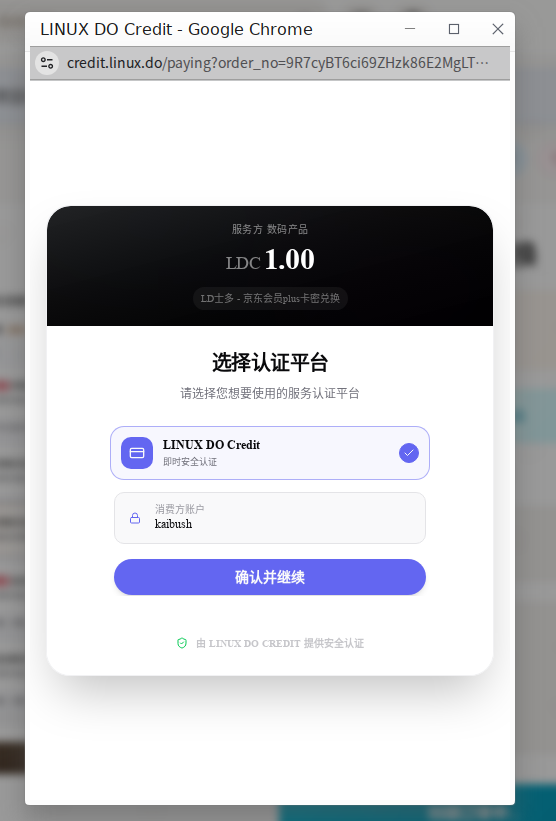 LINUX DO Credit - Google Chrome
credit.linux.do/paying?order_no=9R7cyBT6ci69ZHzk86E2MgLT···
服务方 数码产品
LDC 1.00
LD士多 - 京东会员plus卡密兑换
选择认证平台
请选择您想要使用的服务认证平台
LINUX DO Credit
即时安全认证
消费方账户
kaibush
确认并继续
由 LINUX DO CREDIT 提供安全认证